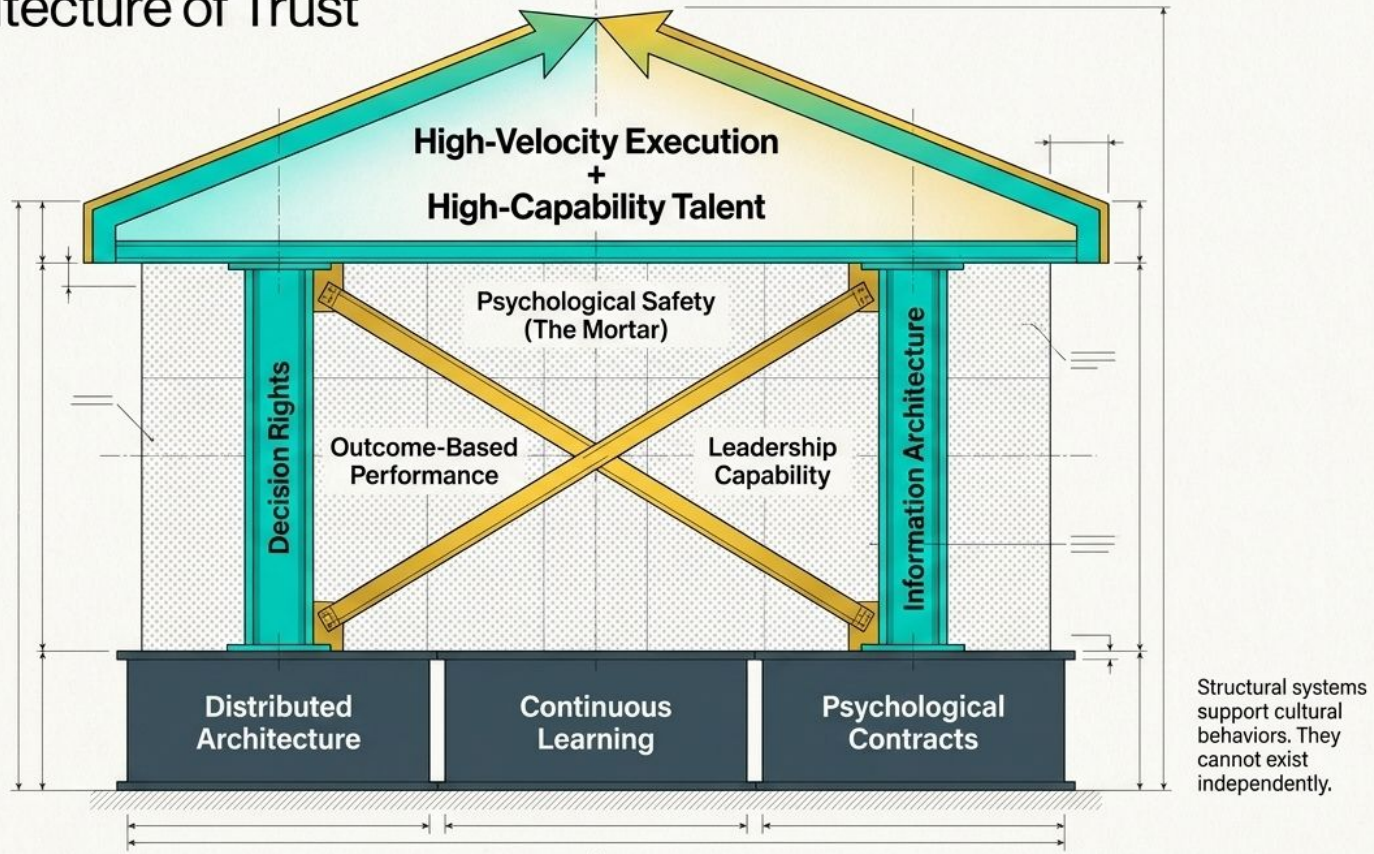 itecture of Trust
High-Velocity Execution
+
High-Capability Talent
Psychological Safety
(The Mortar)
Decision Rights
Outcome-Based
Performance
Leadership
Capability
Information Architecture
Distributed
Architecture
Continuous
Learning
Psychological
Contracts
Structural systems
support cultural
behaviors. They
cannot exist
independently.